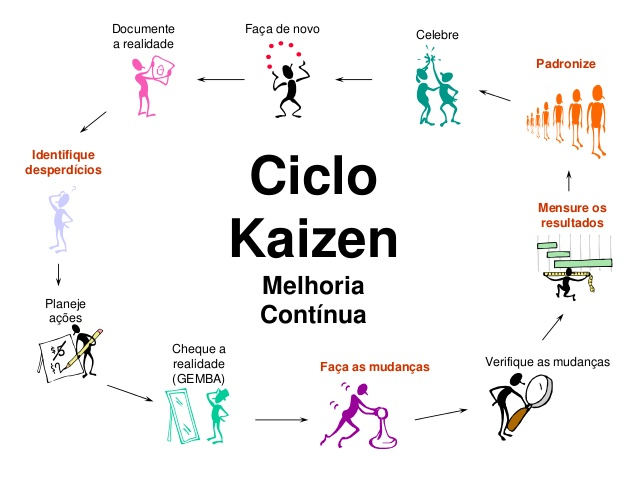 Documente
a realidade
Faça de novo
Celebre
Padronize
Identifique
desperdícios
Ciclo
Kaizen
Melhoria
Contínua
Mensure os
resultados
Planeje
ações
Cheque a
realidade
(GEMBA)
Faça as mudanças
Verifique as mudanças